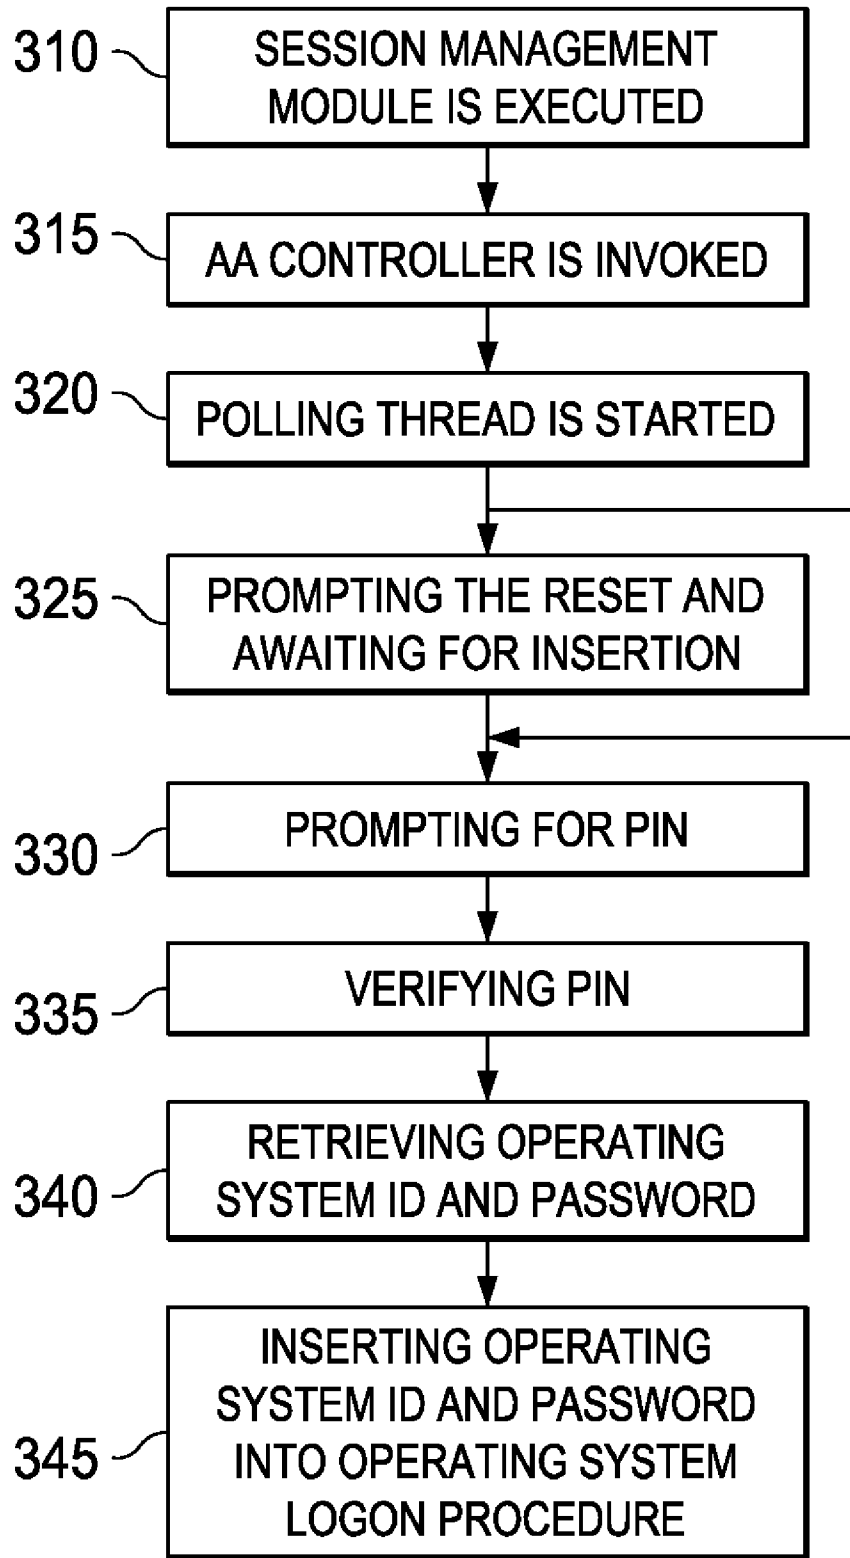 310
SESSION MANAGEMENT
MODULE IS EXECUTED
315
AA CONTROLLER IS INVOKED
320
POLLING THREAD IS STARTED
325
PROMPTING THE RESET AND
AWAITING FOR INSERTION
330
PROMPTING FOR PIN
335
VERIFYING PIN
340
RETRIEVING OPERATING
SYSTEM ID AND PASSWORD
345
INSERTING OPERATING
SYSTEM ID AND PASSWORD
INTO OPERATING SYSTEM
LOGON PROCEDURE